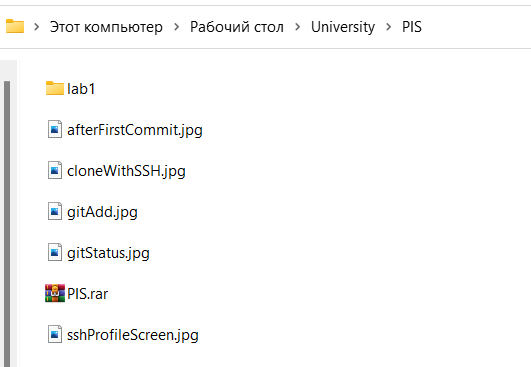 Этот компьютер > Рабочий стол > University > PIS
lab1
afterFirstCommit.jpg
cloneWithSSH.jpg
gitAdd.jpg
gitStatus.jpg
PIS.rar
sshProfileScreen.jpg